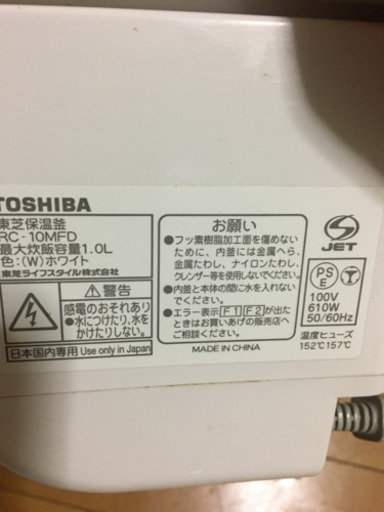 TOSHIBA
東芝保温釜
RC-10MFD
最大炊飯容量1.0L
色:(W)ホワイト
東芝ライフスタイル株式会社
警告
感電のおそれあり
●水につけたり、水を
かけたりしない。
日本国内専用 Use only in Japan
お願い
●フッ素樹脂加工面を傷めない
ために、内釜には金属へら、
金属たわし、ナイロンたわし、
クレンザー等を使用しないで
ください。
●内釜と本体の間に水を入れない
でください。
●エラー表示 F1 F2 が出た
ときはお買いあげの販売店へ
ご相談ください。
MADE IN CHINA
S
JET
PS
E
100V
610W
50/60Hz
温度ヒューズ
152℃157℃